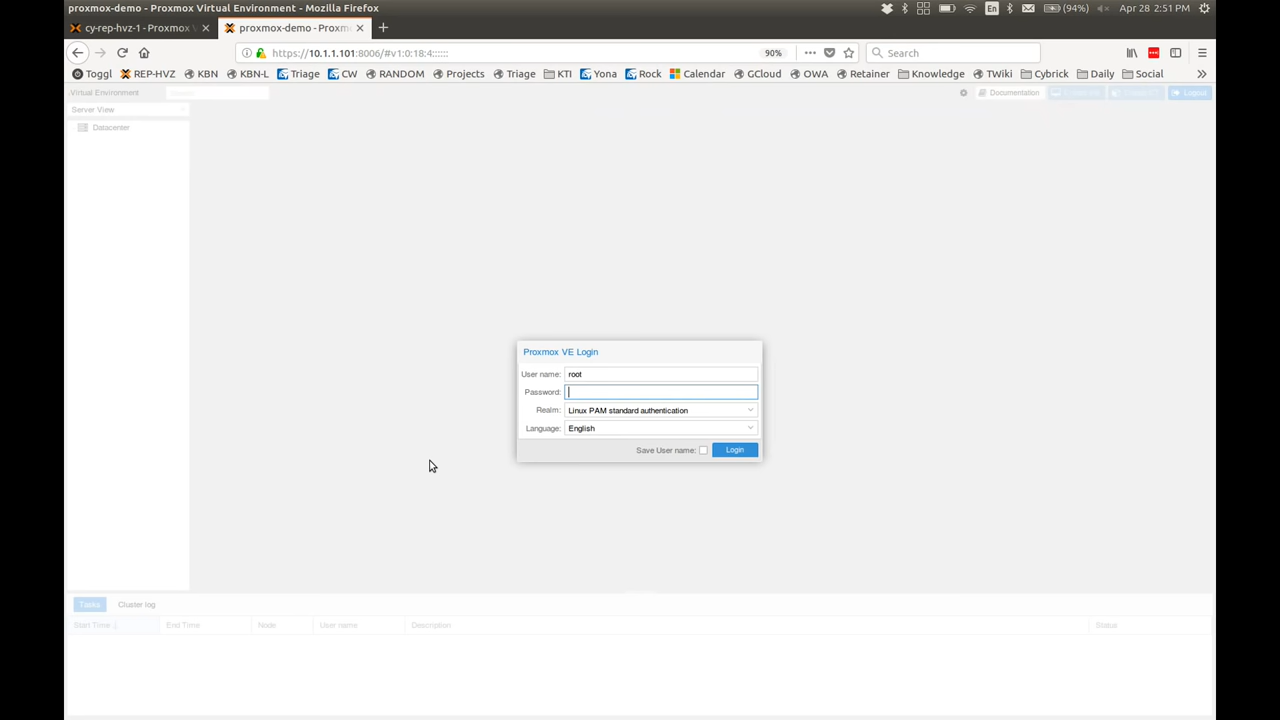 proxmox-demo - Proxmox Virtual Environment - Mozilla Firefox
En (94%) Apr 28 2:51 PM
cy-rep-hvz-1 - Proxmox V
proxmox-demo - Proxm
https://10.1.1.101:8006/#v1:0:18:4::::::
90%
Search
Toggl REP-HVZ KBN KBN-L Triage CW RANDOM Projects Triage KTI Yona Rock Calendar GCloud OWA Retainer Knowledge TWiki Cybrick Daily Social
Virtual Environment
Documentation
Logout
Server View
Datacenter
Proxmox VE Login
User name: root
Password:
Realm: Linux PAM standard authentication
Language: English
Save User name: Login
Tasks Cluster log
Start Time End Time Node User name Description Status